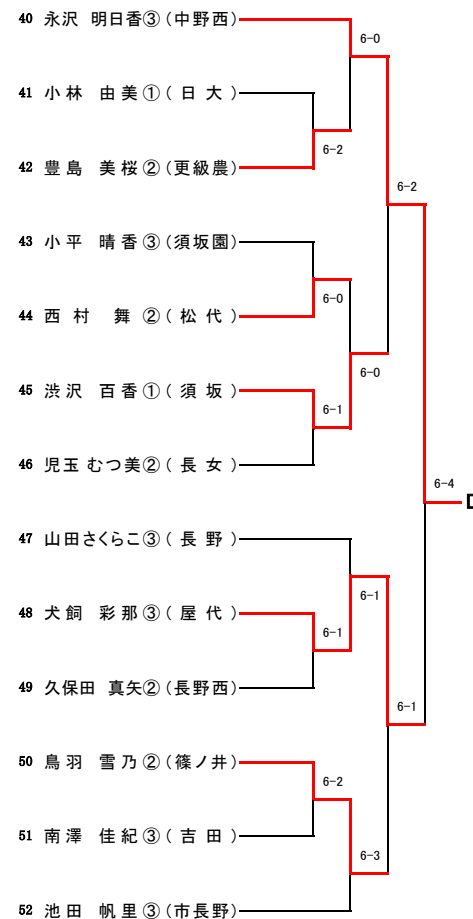 40 永沢 明日香③(中野西)
6-0
41 小林 由美①(日大)
6-2
42 豊島 美桜②(更級農)
6-2
43 小平 晴香③(須坂園)
6-0
44 西村 舞②(松代)
6-0
45 渋沢 百香①(須坂)
6-1
46 児玉 むつ美②(長女)
6-4
D
47 山田さくらこ③(長野)
6-1
48 犬飼 彩那③(屋代)
6-1
49 久保田 真矢②(長野西)
6-1
50 鳥羽 雪乃②(篠ノ井)
6-2
51 南澤 佳紀③(吉田)
6-3
52 池田 帆里③(市長野)